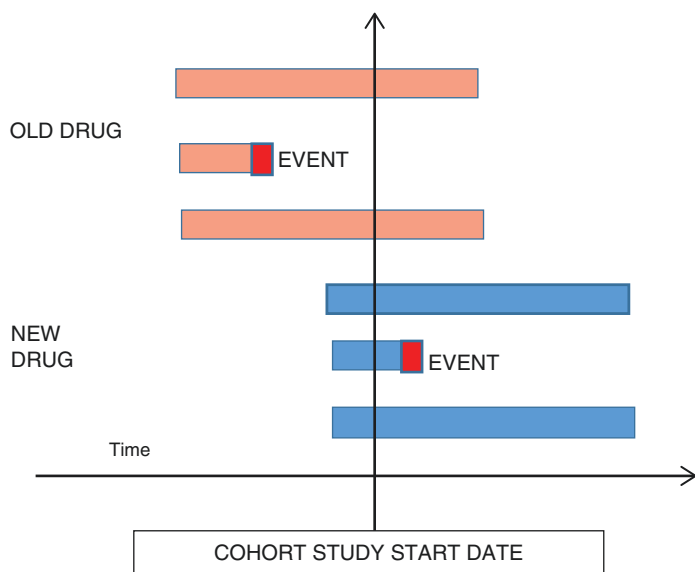 OLD DRUG
EVENT
NEW
DRUG
EVENT
Time
COHORT STUDY START DATE